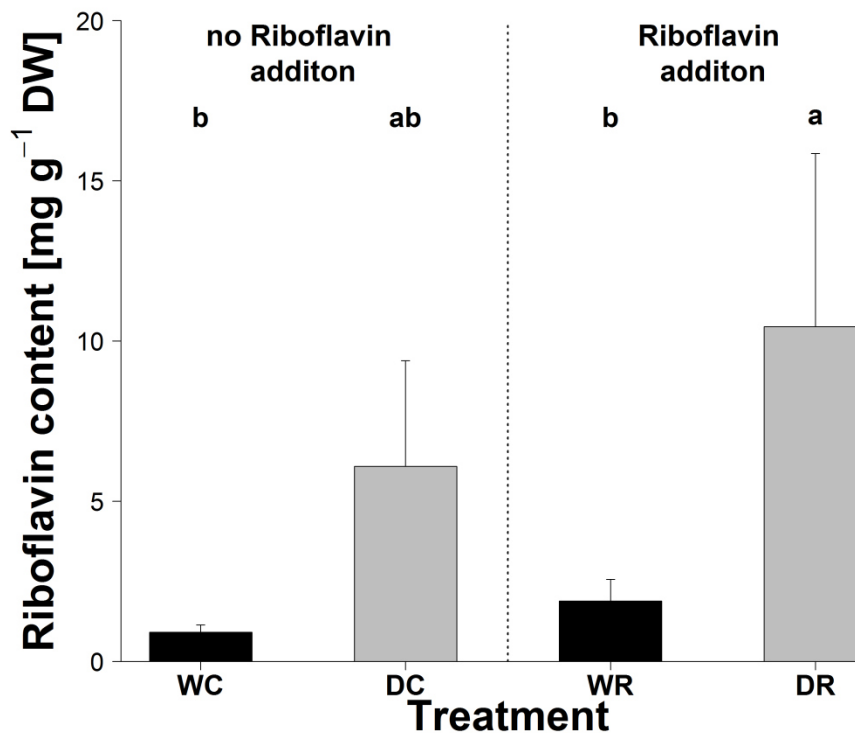 Riboflavin content [mg g⁻¹ DW]
20
15
10
5
0
no Riboflavin
additon
Riboflavin
additon
b
ab
b
a
WC
DC
WR
DR
Treatment